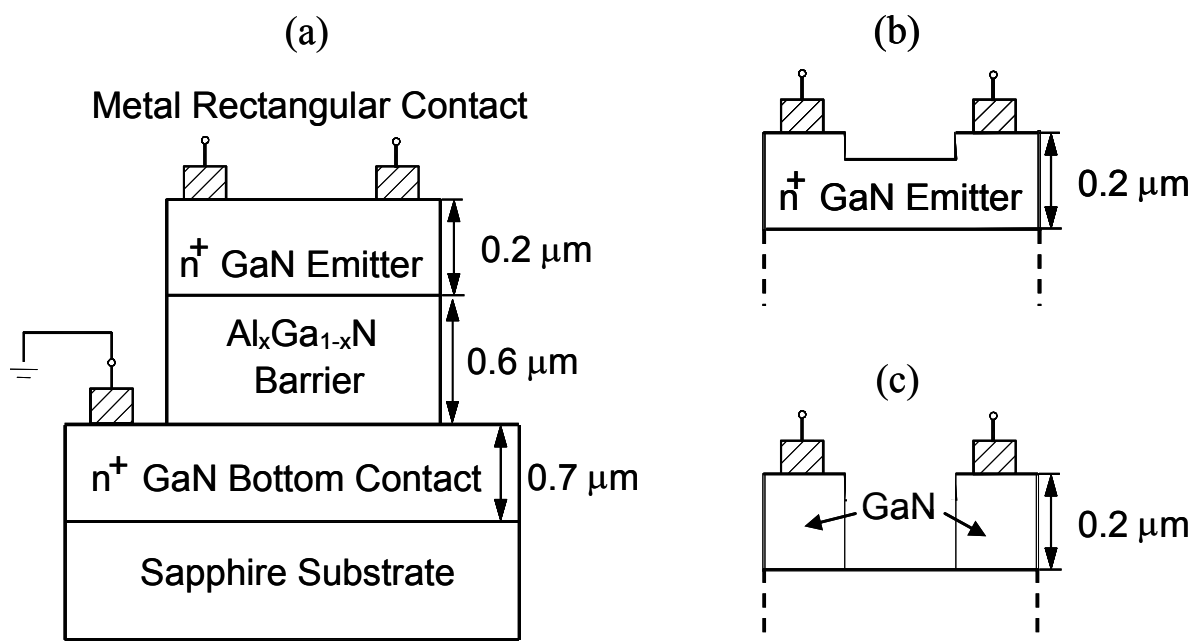 (a)
Metal Rectangular Contact
n+ GaN Emitter
0.2 μm
AlxGa1-xN
Barrier
0.6 μm
n+ GaN Bottom Contact
0.7 μm
Sapphire Substrate
(b)
n+ GaN Emitter
0.2 μm
(c)
GaN
0.2 μm